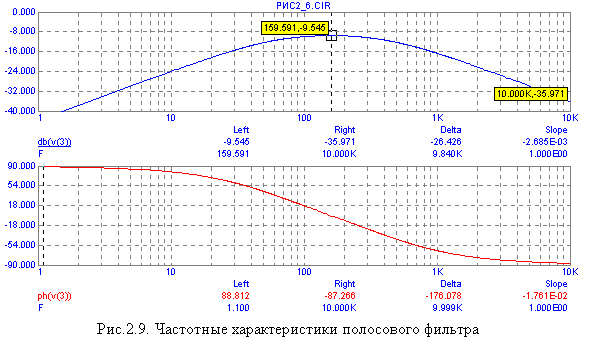 РИС2_6.CIR
0.000
-8.000
-16.000
-24.000
-32.000
-40.000
159.591,-9.545
10.000K,-35.971
1 10 100 1K 10K
Left Right Delta Slope
db(v(3)) -9.545 -35.971 -26.426 -2.685E-03
F 159.591 10.000K 9.840K 1.000E00
90.000
54.000
18.000
-18.000
-54.000
-90.000
1 10 100 1K 10K
Left Right Delta Slope
ph(v(3)) 88.812 -87.266 -176.078 -1.761E-02
F 1.100 10.000K 9.999K 1.000E00
Рис.2.9. Частотные характеристики полосового фильтра